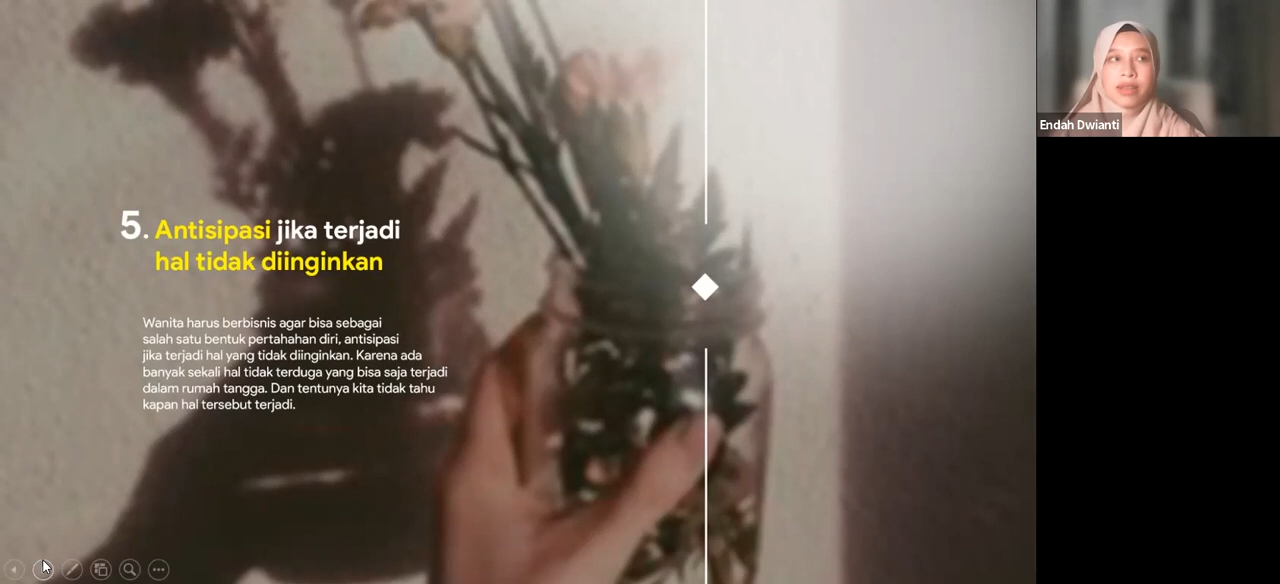 5. Antisipasi jika terjadi
hal tidak diinginkan
Wanita harus berbisnis agar bisa sebagai
salah satu bentuk pertahahan diri, antisipasi
jika terjadi hal yang tidak diinginkan. Karena ada
banyak sekali hal tidak terduga yang bisa saja terjadi
dalam rumah tangga. Dan tentunya kita tidak tahu
kapan hal tersebut terjadi.
Endah Dwianti